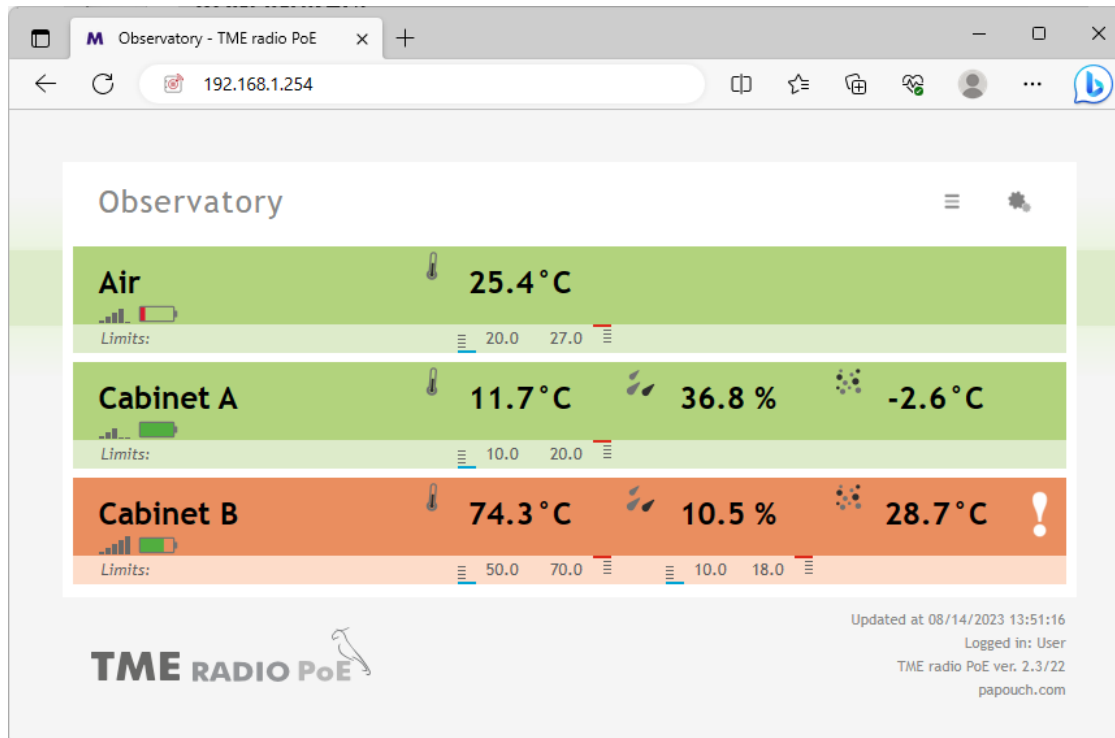 M Observatory - TME radio PoE
192.168.1.254
Observatory
Air 25.4°C
Limits: 20.0 27.0
Cabinet A 11.7°C 36.8 % -2.6°C
Limits: 10.0 20.0
Cabinet B 74.3°C 10.5 % 28.7°C !
Limits: 50.0 70.0 10.0 18.0
Updated at 08/14/2023 13:51:16
Logged in: User
TME radio PoE ver. 2.3/22
papouch.com
TME RADIO PoE